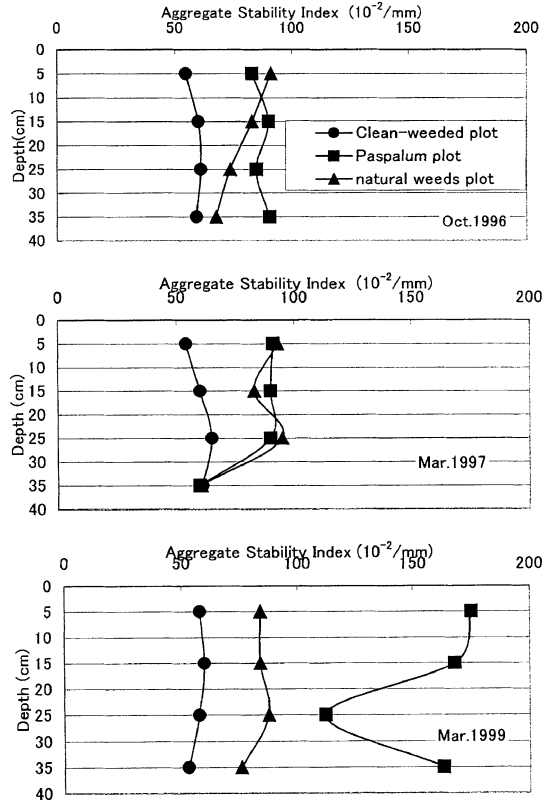 Aggregate Stability Index (10⁻²/mm)
0 50 100 150 200
0
5
10
15
20
25
30
35
40
Depth(cm)
Clean-weeded plot
Paspalum plot
natural weeds plot
Oct.1996
Aggregate Stability Index (10⁻²/mm)
0 50 100 150 200
0
5
10
15
20
25
30
35
40
Depth (cm)
Mar.1997
Aggregate Stability Index (10⁻²/mm)
0 50 100 150 200
0
5
10
15
20
25
30
35
40
Depth (cm)
Mar.1999